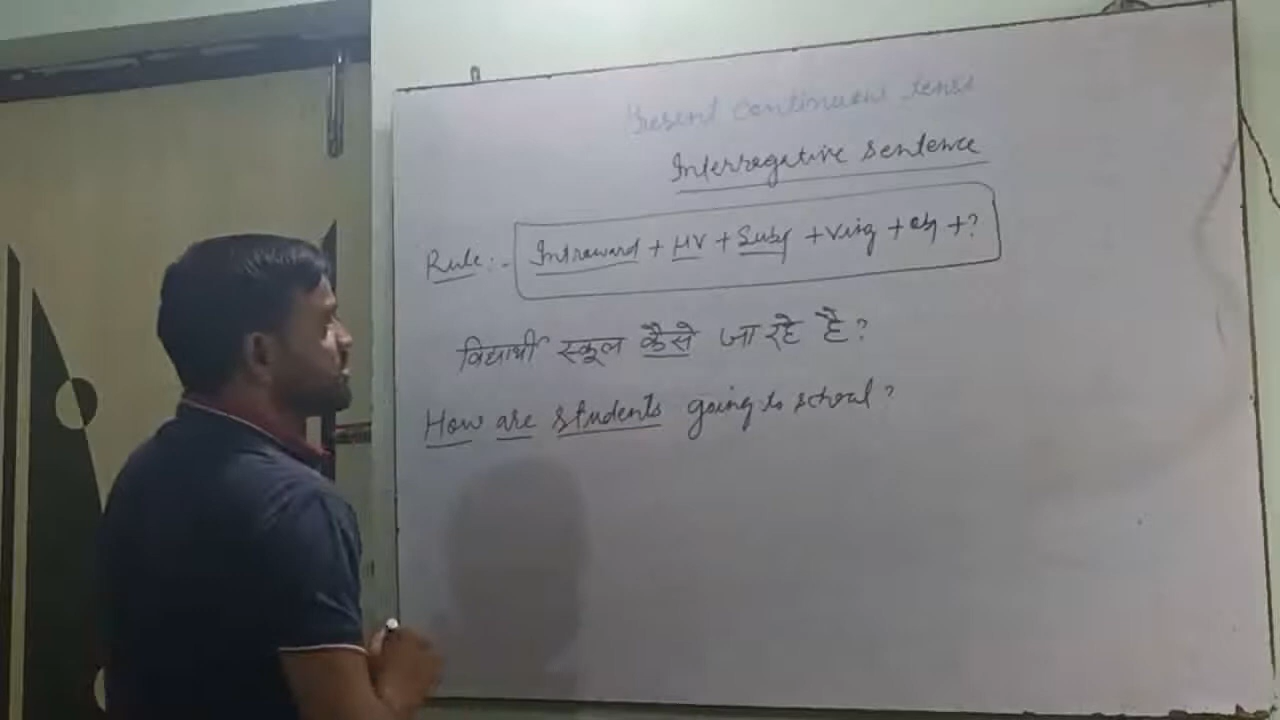 Present continuous tense
Interrogative sentence
Rule:- Intraword + HV + Subj + Ving + obj + ?
विद्यार्थी स्कूल कैसे जा रहे है?
How are students going to school?